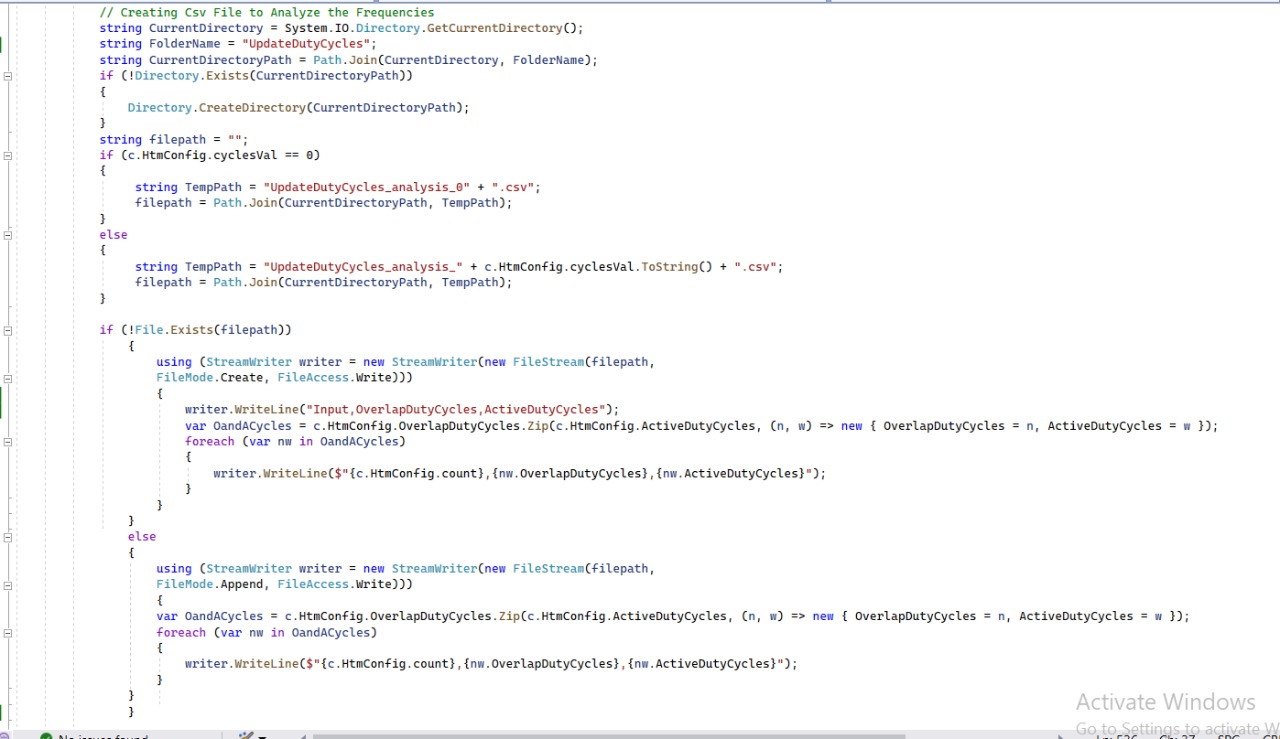 // Creating Csv File to Analyze the Frequencies
string CurrentDirectory = System.IO.Directory.GetCurrentDirectory();
string FolderName = "UpdateDutyCycles";
string CurrentDirectoryPath = Path.Join(CurrentDirectory, FolderName);
if (!Directory.Exists(CurrentDirectoryPath))
{
Directory.CreateDirectory(CurrentDirectoryPath);
}
string filepath = "";
if (c.HtmConfig.cyclesVal == 0)
{
string TempPath = "UpdateDutyCycles_analysis_0" + ".csv";
filepath = Path.Join(CurrentDirectoryPath, TempPath);
}
else
{
string TempPath = "UpdateDutyCycles_analysis_" + c.HtmConfig.cyclesVal.ToString() + ".csv";
filepath = Path.Join(CurrentDirectoryPath, TempPath);
}
if (!File.Exists(filepath))
{
using (StreamWriter writer = new StreamWriter(new FileStream(filepath,
FileMode.Create, FileAccess.Write)))
{
writer.WriteLine("Input,OverlapDutyCycles,ActiveDutyCycles");
var OandACycles = c.HtmConfig.OverlapDutyCycles.Zip(c.HtmConfig.ActiveDutyCycles, (n, w) => new { OverlapDutyCycles = n, ActiveDutyCycles = w });
foreach (var nw in OandACycles)
{
writer.WriteLine($"{c.HtmConfig.count},{nw.OverlapDutyCycles},{nw.ActiveDutyCycles}");
}
}
}
else
{
using (StreamWriter writer = new StreamWriter(new FileStream(filepath,
FileMode.Append, FileAccess.Write)))
{
var OandACycles = c.HtmConfig.OverlapDutyCycles.Zip(c.HtmConfig.ActiveDutyCycles, (n, w) => new { OverlapDutyCycles = n, ActiveDutyCycles = w });
foreach (var nw in OandACycles)
{
writer.WriteLine($"{c.HtmConfig.count},{nw.OverlapDutyCycles},{nw.ActiveDutyCycles}");
}
}
}
Activate Windows
Go to Settings to activate W
No issues found